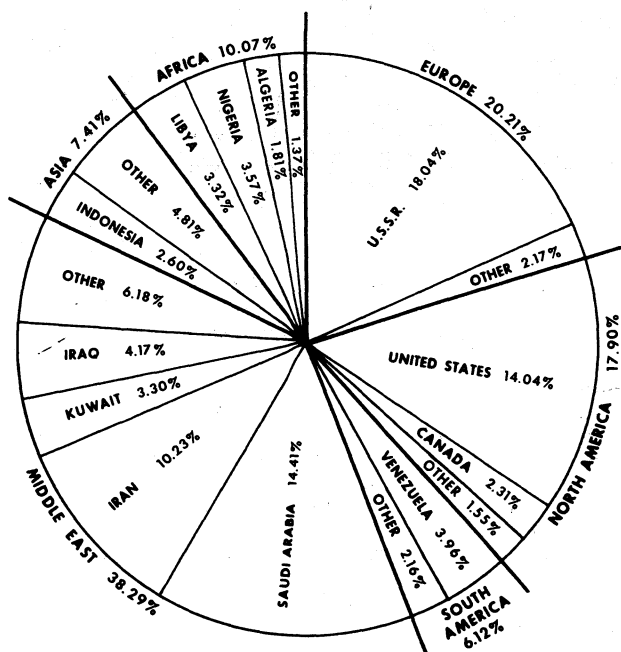 EUROPE 20.21%
U.S.S.R. 18.04%
OTHER 2.17%
NORTH AMERICA 17.90%
UNITED STATES 14.04%
CANADA 2.31%
OTHER 1.55%
SOUTH
AMERICA
6.12%
VENEZUELA 3.96%
OTHER 2.16%
MIDDLE EAST 38.29%
SAUDI ARABIA 14.41%
IRAN 10.23%
KUWAIT 3.30%
IRAQ 4.17%
OTHER 6.18%
ASIA 7.41%
INDONESIA 2.60%
OTHER 4.81%
AFRICA 10.07%
LIBYA 3.32%
NIGERIA 3.57%
ALGERIA 1.81%
OTHER 1.37%